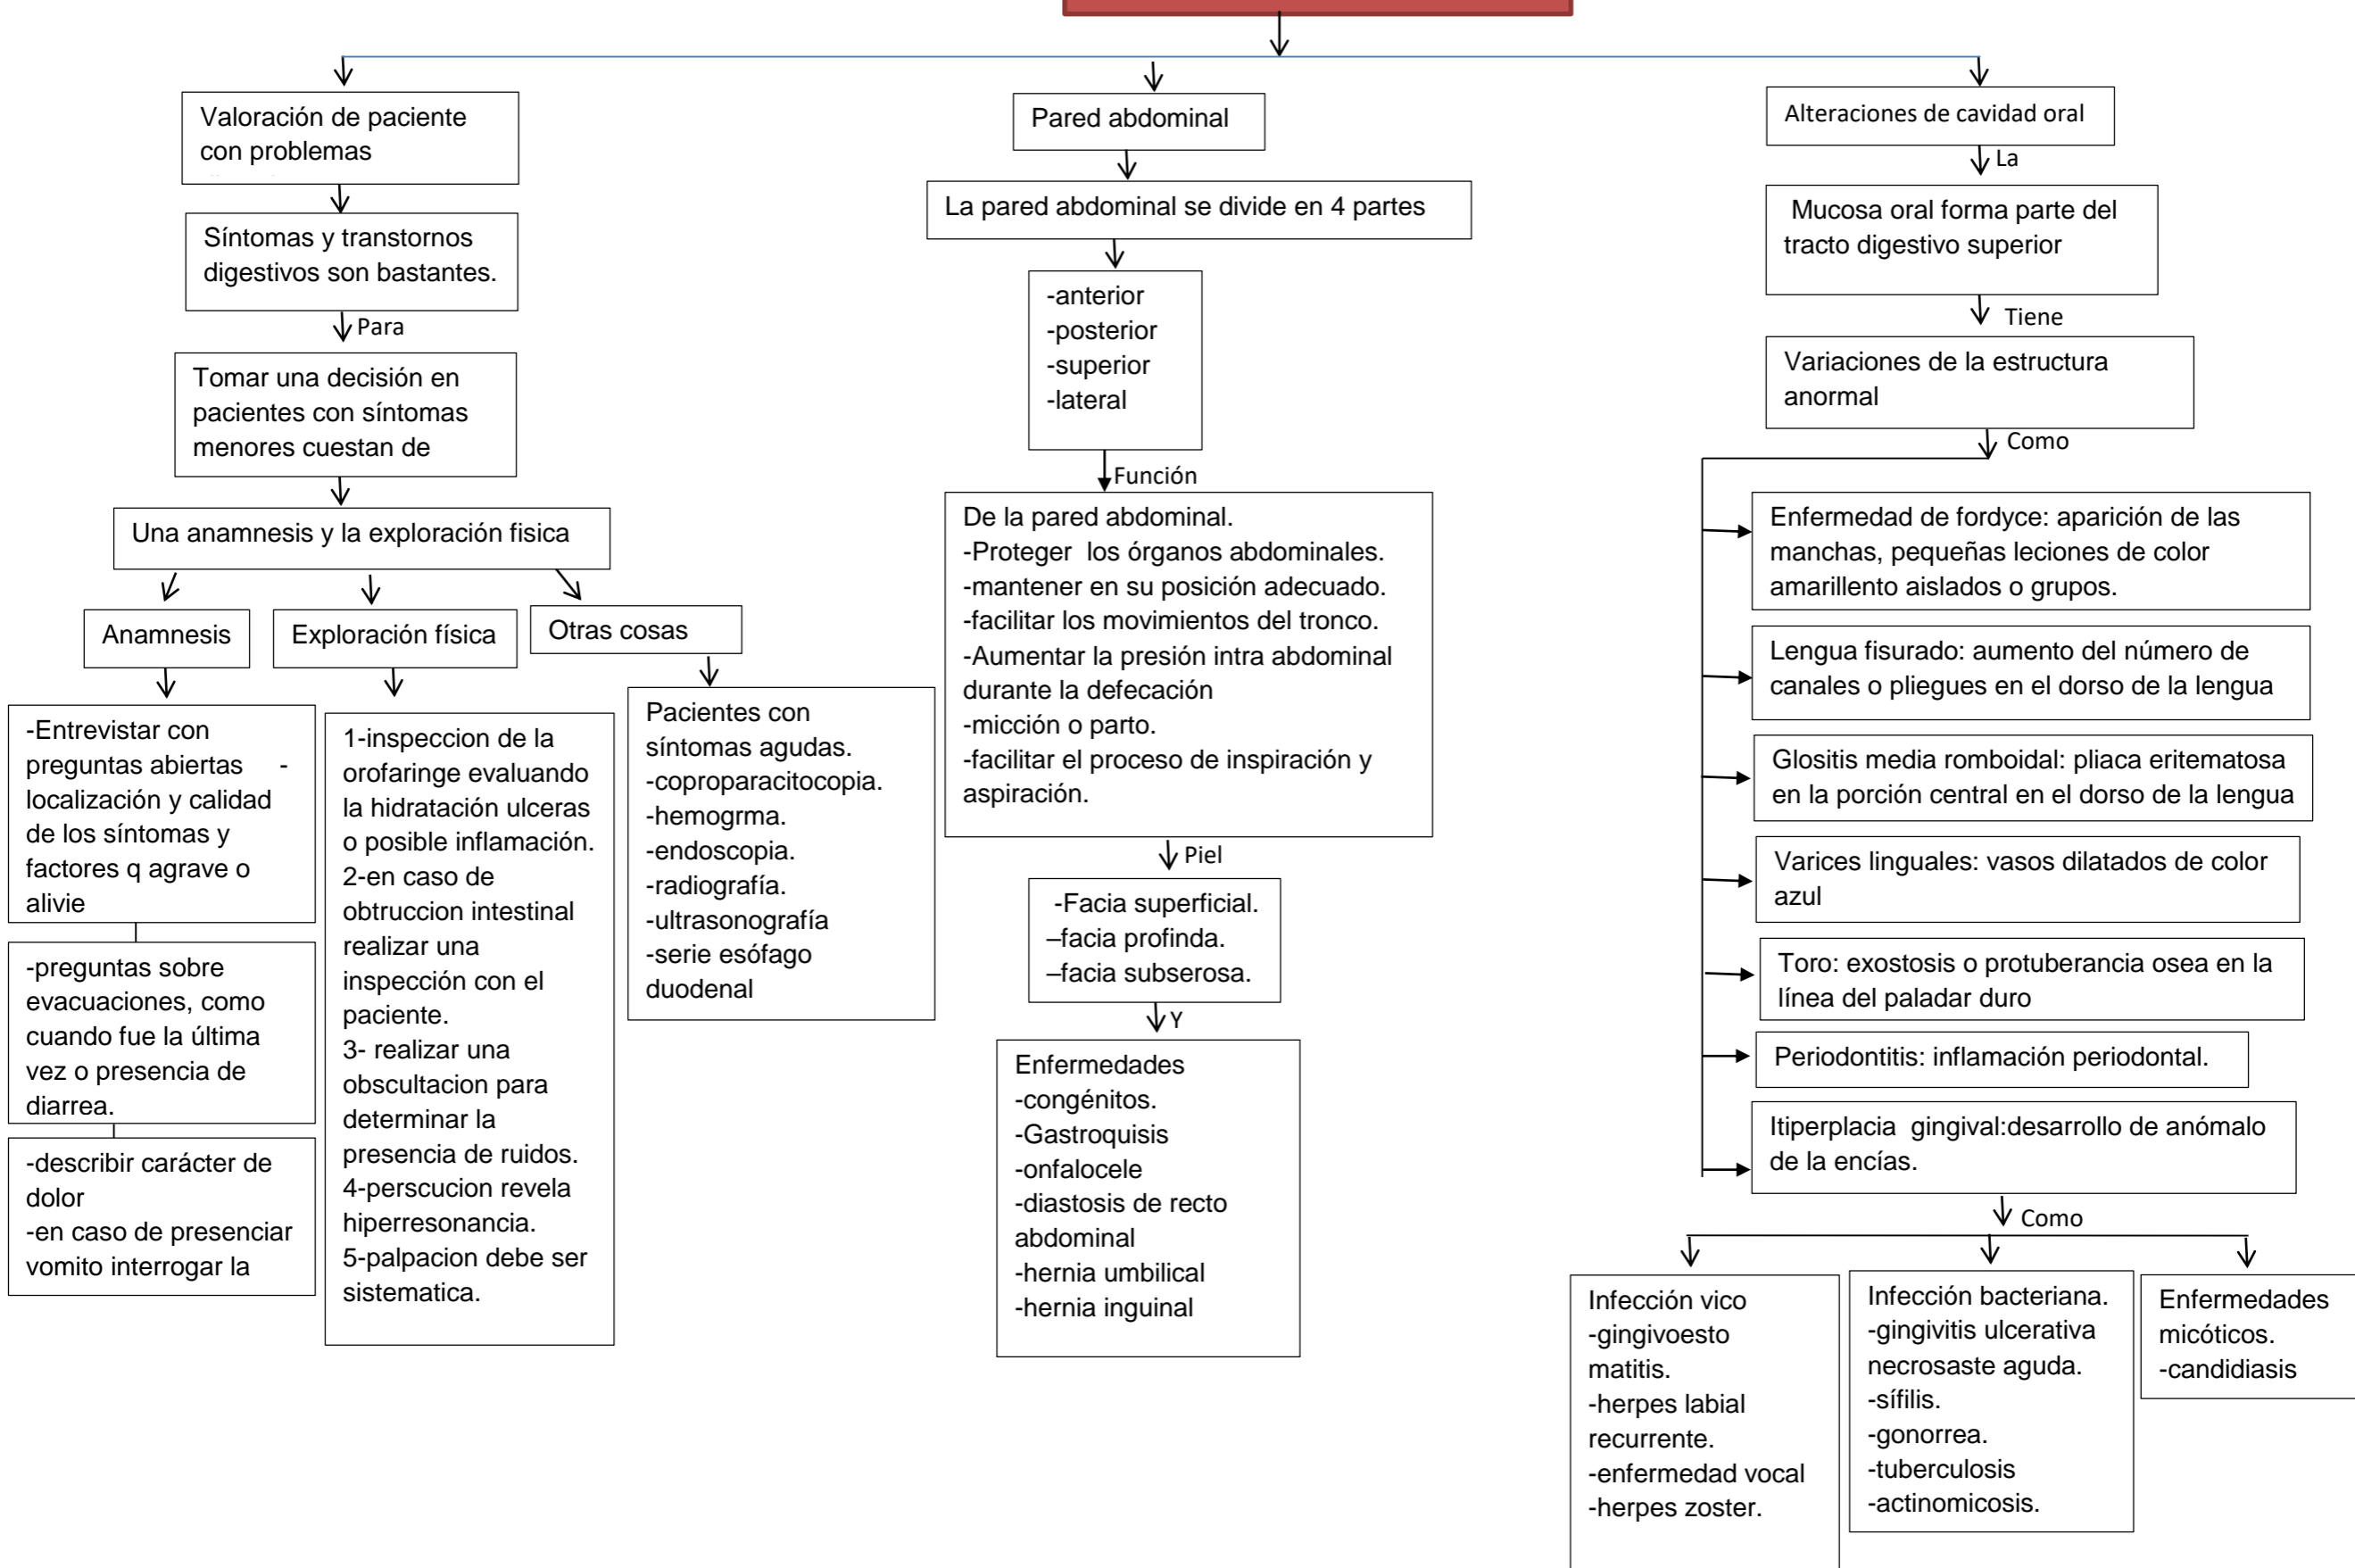 Valoración de paciente
con problemas
Síntomas y transtornos
digestivos son bastantes.
Para
Tomar una decisión en
pacientes con síntomas
menores cuestan de
Una anamnesis y la exploración fisica
Anamnesis
Exploración física
Otras cosas
-Entrevistar con
preguntas abiertas -
localización y calidad
de los síntomas y
factores q agrave o
alivie
-preguntas sobre
evacuaciones, como
cuando fue la última
vez o presencia de
diarrea.
-describir carácter de
dolor
-en caso de presenciar
vomito interrogar la
1-inspeccion de la
orofaringe evaluando
la hidratación ulceras
o posible inflamación.
2-en caso de
obtruccion intestinal
realizar una
inspección con el
paciente.
3- realizar una
obscultacion para
determinar la
presencia de ruidos.
4-perscucion revela
hiperresonancia.
5-palpacion debe ser
sistematica.
Pacientes con
síntomas agudas.
-coproparacitocopia.
-hemogrma.
-endoscopia.
-radiografía.
-ultrasonografía
-serie esófago
duodenal
Pared abdominal
La pared abdominal se divide en 4 partes
-anterior
-posterior
-superior
-lateral
Función
De la pared abdominal.
-Proteger los órganos abdominales.
-mantener en su posición adecuado.
-facilitar los movimientos del tronco.
-Aumentar la presión intra abdominal
durante la defecación
-micción o parto.
-facilitar el proceso de inspiración y
aspiración.
Piel
-Facia superficial.
–facia profinda.
–facia subserosa.
Y
Enfermedades
-congénitos.
-Gastroquisis
-onfalocele
-diastosis de recto
abdominal
-hernia umbilical
-hernia inguinal
Alteraciones de cavidad oral
La
Mucosa oral forma parte del
tracto digestivo superior
Tiene
Variaciones de la estructura
anormal
Como
Enfermedad de fordyce: aparición de las
manchas, pequeñas leciones de color
amarillento aislados o grupos.
Lengua fisurado: aumento del número de
canales o pliegues en el dorso de la lengua
Glositis media romboidal: pliaca eritematosa
en la porción central en el dorso de la lengua
Varices linguales: vasos dilatados de color
azul
Toro: exostosis o protuberancia osea en la
línea del paladar duro
Periodontitis: inflamación periodontal.
Itiperplacia gingival:desarrollo de anómalo
de la encías.
Como
Infección vico
-gingivoesto
matitis.
-herpes labial
recurrente.
-enfermedad vocal
-herpes zoster.
Infección bacteriana.
-gingivitis ulcerativa
necrosaste aguda.
-sífilis.
-gonorrea.
-tuberculosis
-actinomicosis.
Enfermedades
micóticos.
-candidiasis